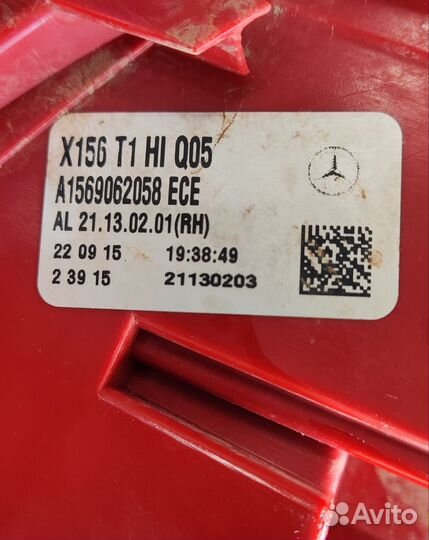 X156 T1 HI Q05
A1569062058 ECE
AL 21.13.02.01(RH)
22 09 15 19:38:49
2 39 15 21130203
Avito